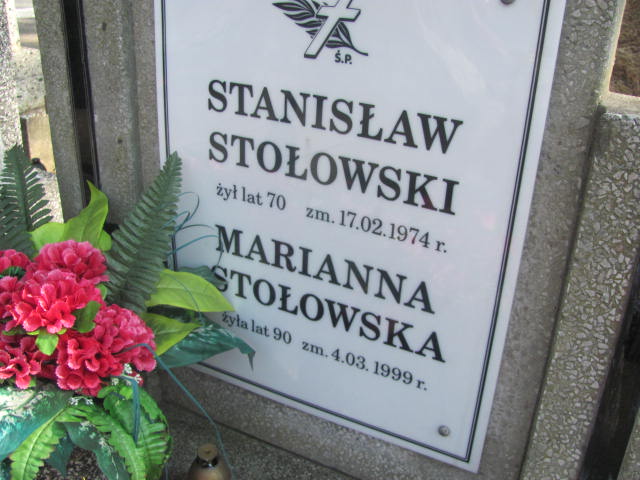 Ś.P.
STANISŁAW
STOŁOWSKI
żył lat 70 zm. 17.02.1974 r.
MARIANNA
STOŁOWSKA
żyła lat 90 zm. 4.03.1999 r.